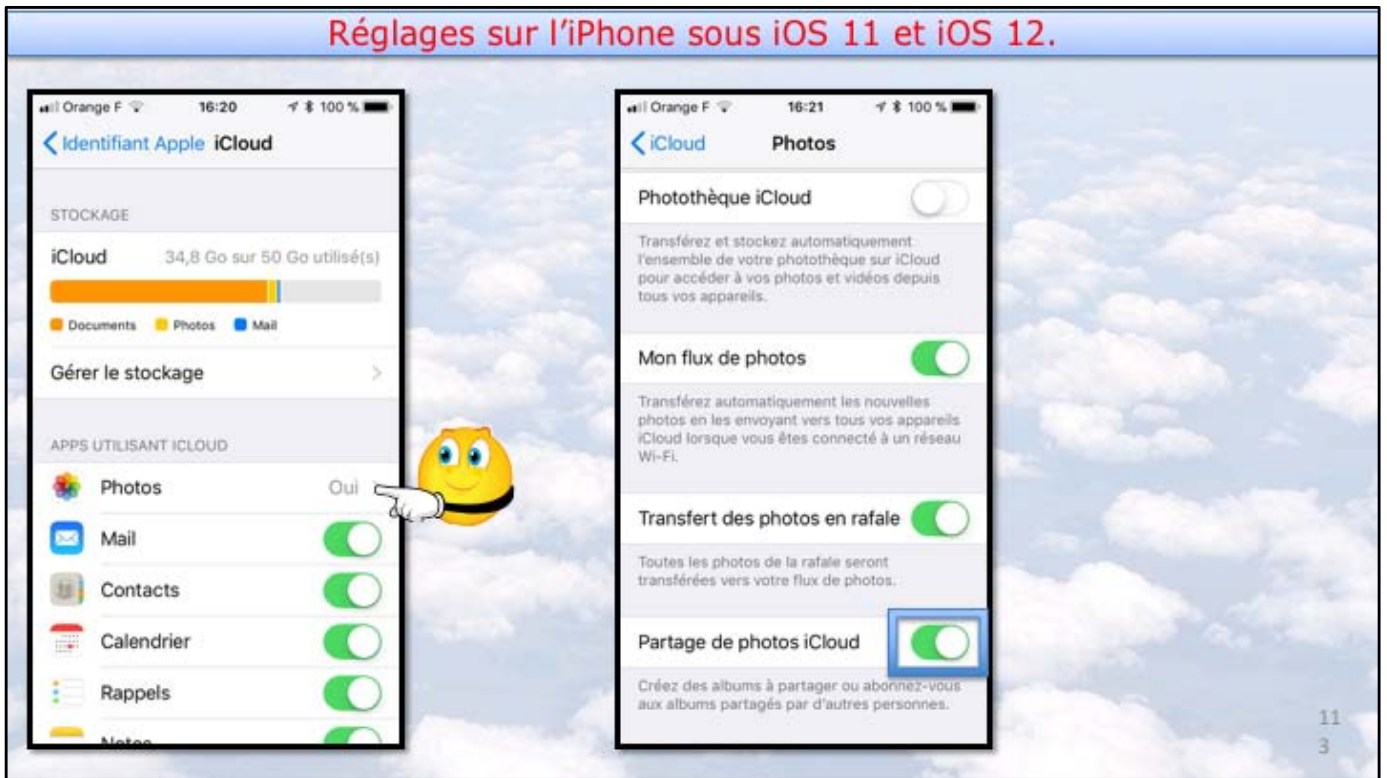 Réglages sur l'iPhone sous iOS 11 et iOS 12.
Orange F 16:20 100 %
Identifiant Apple iCloud
STOCKAGE
iCloud 34,8 Go sur 50 Go utilisé(s)
Documents Photos Mail
Gérer le stockage
APPS UTILISANT ICLOUD
Photos Oui
Mail
Contacts
Calendrier
Rappels
Notes
Orange F 16:21 100 %
iCloud Photos
Photothèque iCloud
Transférez et stockez automatiquement
l'ensemble de votre photothèque sur iCloud
pour accéder à vos photos et vidéos depuis
tous vos appareils.
Mon flux de photos
Transférez automatiquement les nouvelles
photos en les envoyant vers tous vos appareils
iCloud lorsque vous êtes connecté à un réseau
Wi-Fi.
Transfert des photos en rafale
Toutes les photos de la rafale seront
transférées vers votre flux de photos.
Partage de photos iCloud
Créez des albums à partager ou abonnez-vous
aux albums partagés par d'autres personnes.
11
3